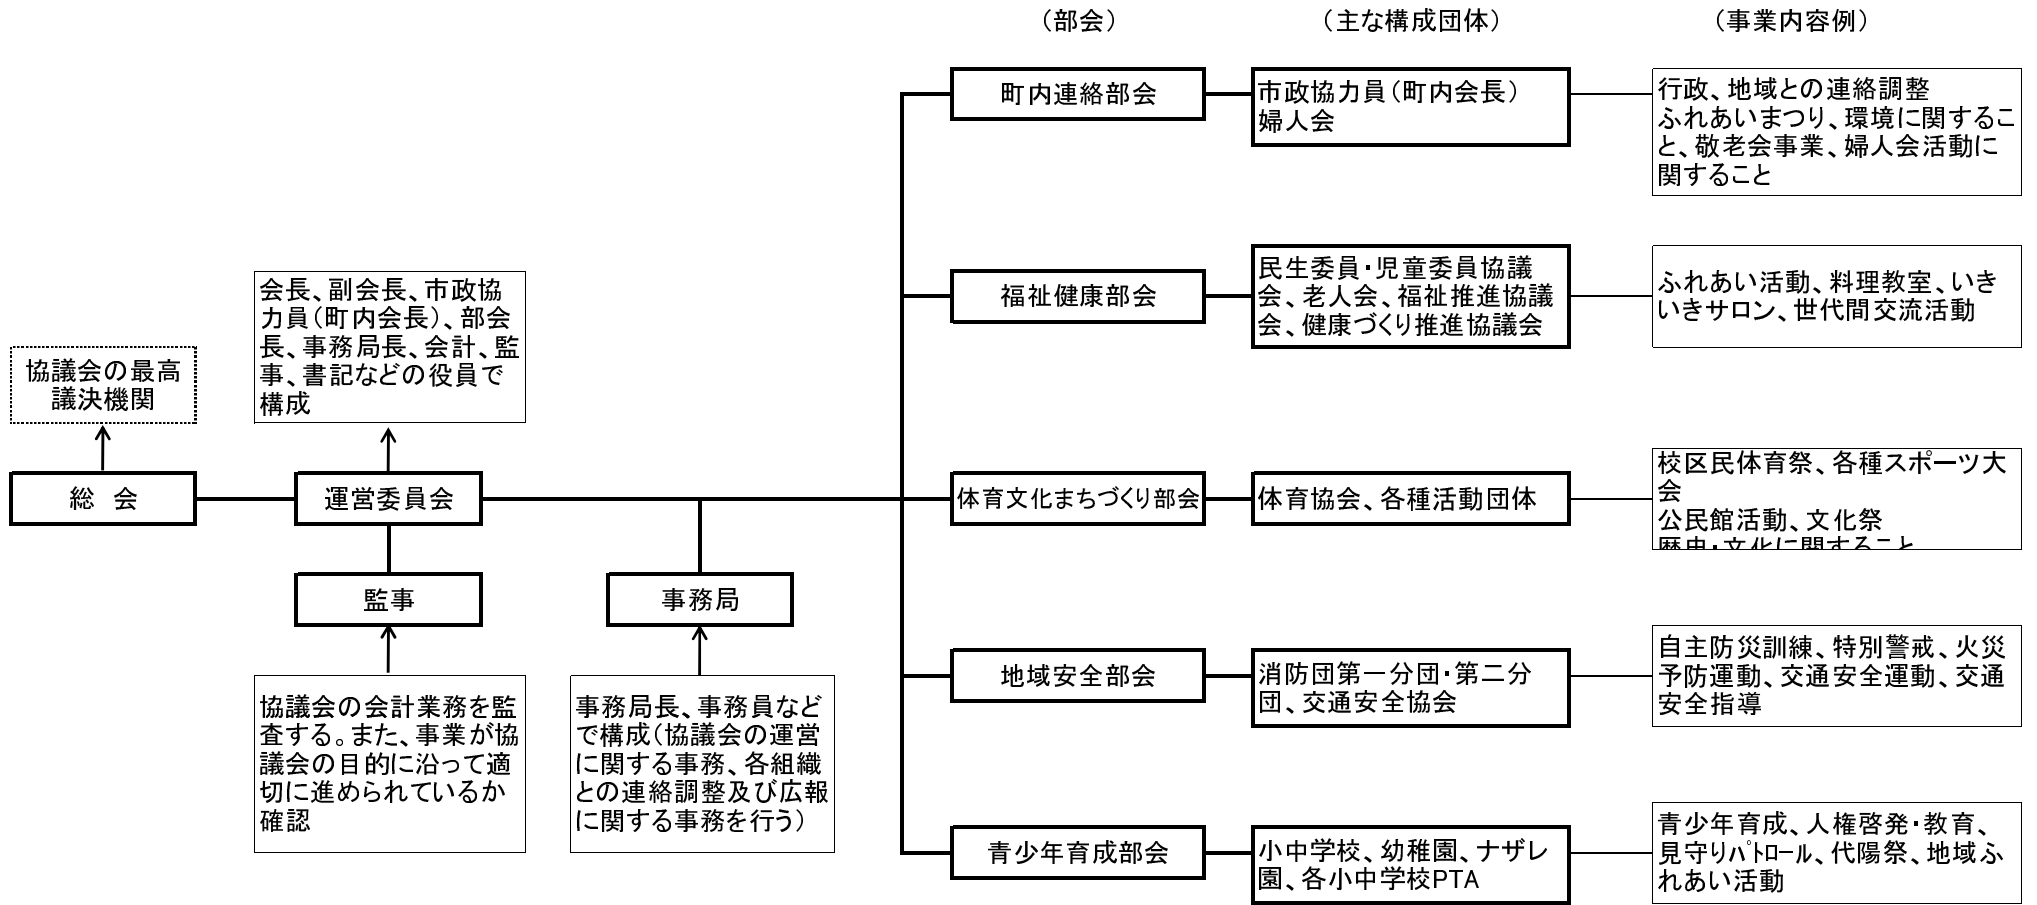 （部会）
（主な構成団体）
（事業内容例）
町内連絡部会
市政協力員（町内会長）
婦人会
行政、地域との連絡調整
ふれあいまつり、環境に関するこ
と、敬老会事業、婦人会活動に
関すること
福祉健康部会
民生委員・児童委員協議
会、老人会、福祉推進協議
会、健康づくり推進協議会
ふれあい活動、料理教室、いき
いきサロン、世代間交流活動
協議会の最高
議決機関
会長、副会長、市政協
力員（町内会長）、部会
長、事務局長、会計、監
事、書記などの役員で
構成
総　会
運営委員会
体育文化まちづくり部会
体育協会、各種活動団体
校区民体育祭、各種スポーツ大
会
公民館活動、文化祭
歴史・文化に関すること
監事
事務局
地域安全部会
消防団第一分団・第二分
団、交通安全協会
自主防災訓練、特別警戒、火災
予防運動、交通安全運動、交通
安全指導
協議会の会計業務を監
査する。また、事業が協
議会の目的に沿って適
切に進められているか
確認
事務局長、事務員など
で構成（協議会の運営
に関する事務、各組織
との連絡調整及び広報
に関する事務を行う）
青少年育成部会
小中学校、幼稚園、ナザレ
園、各小中学校PTA
青少年育成、人権啓発・教育、
見守りﾊﾟﾄﾛｰﾙ、代陽祭、地域ふ
れあい活動